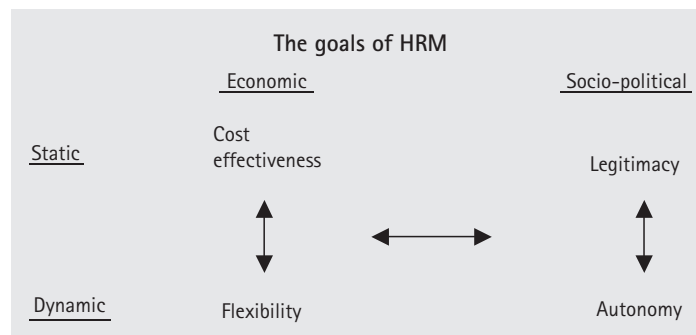 The goals of HRM
Economic Socio-political
Cost
effectiveness
Static
Legitimacy
Dynamic Flexibility Autonomy